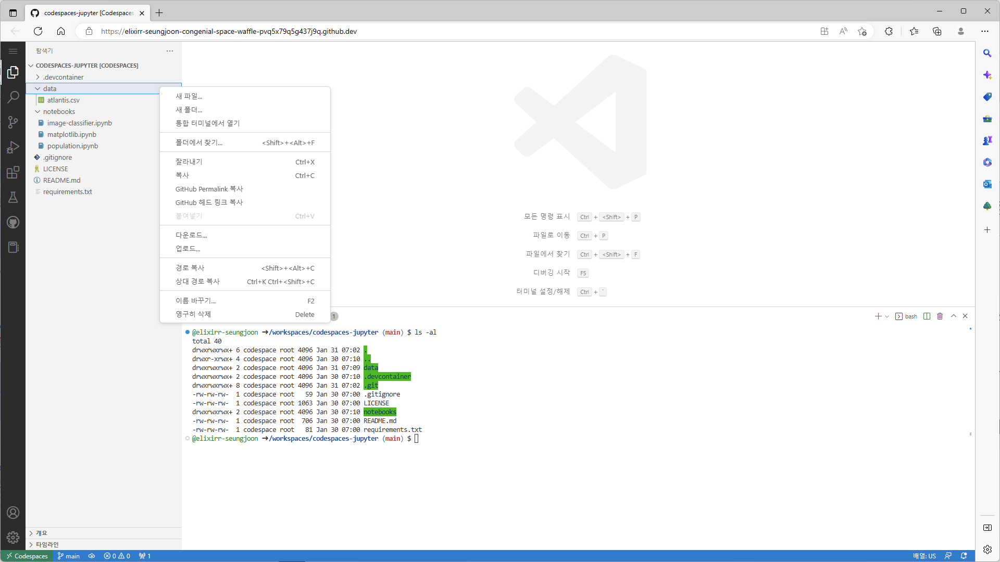 codespaces-jupyter [Codespaces
https://elixirr-seungjoon-congenial-space-waffle-pvq5x79q5g437j9q.github.dev
탐색기
CODESPACES-JUPYTER [CODESPACES]
.devcontainer
data
atlantis.csv
notebooks
image-classifier.ipynb
matplotlib.ipynb
population.ipynb
.gitignore
LICENSE
README.md
requirements.txt
새 파일...
새 폴더...
통합 터미널에서 열기
폴더에서 찾기... <Shift>+<Alt>+F
잘라내기 Ctrl+X
복사 Ctrl+C
GitHub Permalink 복사
GitHub 헤드 링크 복사
붙여넣기 Ctrl+V
다운로드...
업로드...
경로 복사 <Shift>+<Alt>+C
상대 경로 복사 Ctrl+K Ctrl+<Shift>+C
이름 바꾸기... F2
영구히 삭제 Delete
모든 명령 표시 Ctrl + <Shift> + P
파일로 이동 Ctrl + P
파일에서 찾기 Ctrl + <Shift> + F
디버깅 시작 F5
터미널 설정/해제 Ctrl + `
1
bash
@elixirr-seungjoon ➜/workspaces/codespaces-jupyter (main) $ ls -al
total 40
drwxrwxrwx+ 6 codespace root 4096 Jan 31 07:02 .
drwxr-xrwx+ 4 codespace root 4096 Jan 30 07:10 ..
drwxrwxrwx+ 2 codespace root 4096 Jan 31 07:09 data
drwxrwxrwx+ 2 codespace root 4096 Jan 30 07:10 .devcontainer
drwxrwxrwx+ 8 codespace root 4096 Jan 31 07:02 .git
-rw-rw-rw- 1 codespace root 59 Jan 30 07:00 .gitignore
-rw-rw-rw- 1 codespace root 1063 Jan 30 07:00 LICENSE
drwxrwxrwx+ 2 codespace root 4096 Jan 30 07:10 notebooks
-rw-rw-rw- 1 codespace root 706 Jan 30 07:00 README.md
-rw-rw-rw- 1 codespace root 81 Jan 30 07:00 requirements.txt
@elixirr-seungjoon ➜/workspaces/codespaces-jupyter (main) $
개요
타임라인
Codespaces main 0 0 1 배열: US